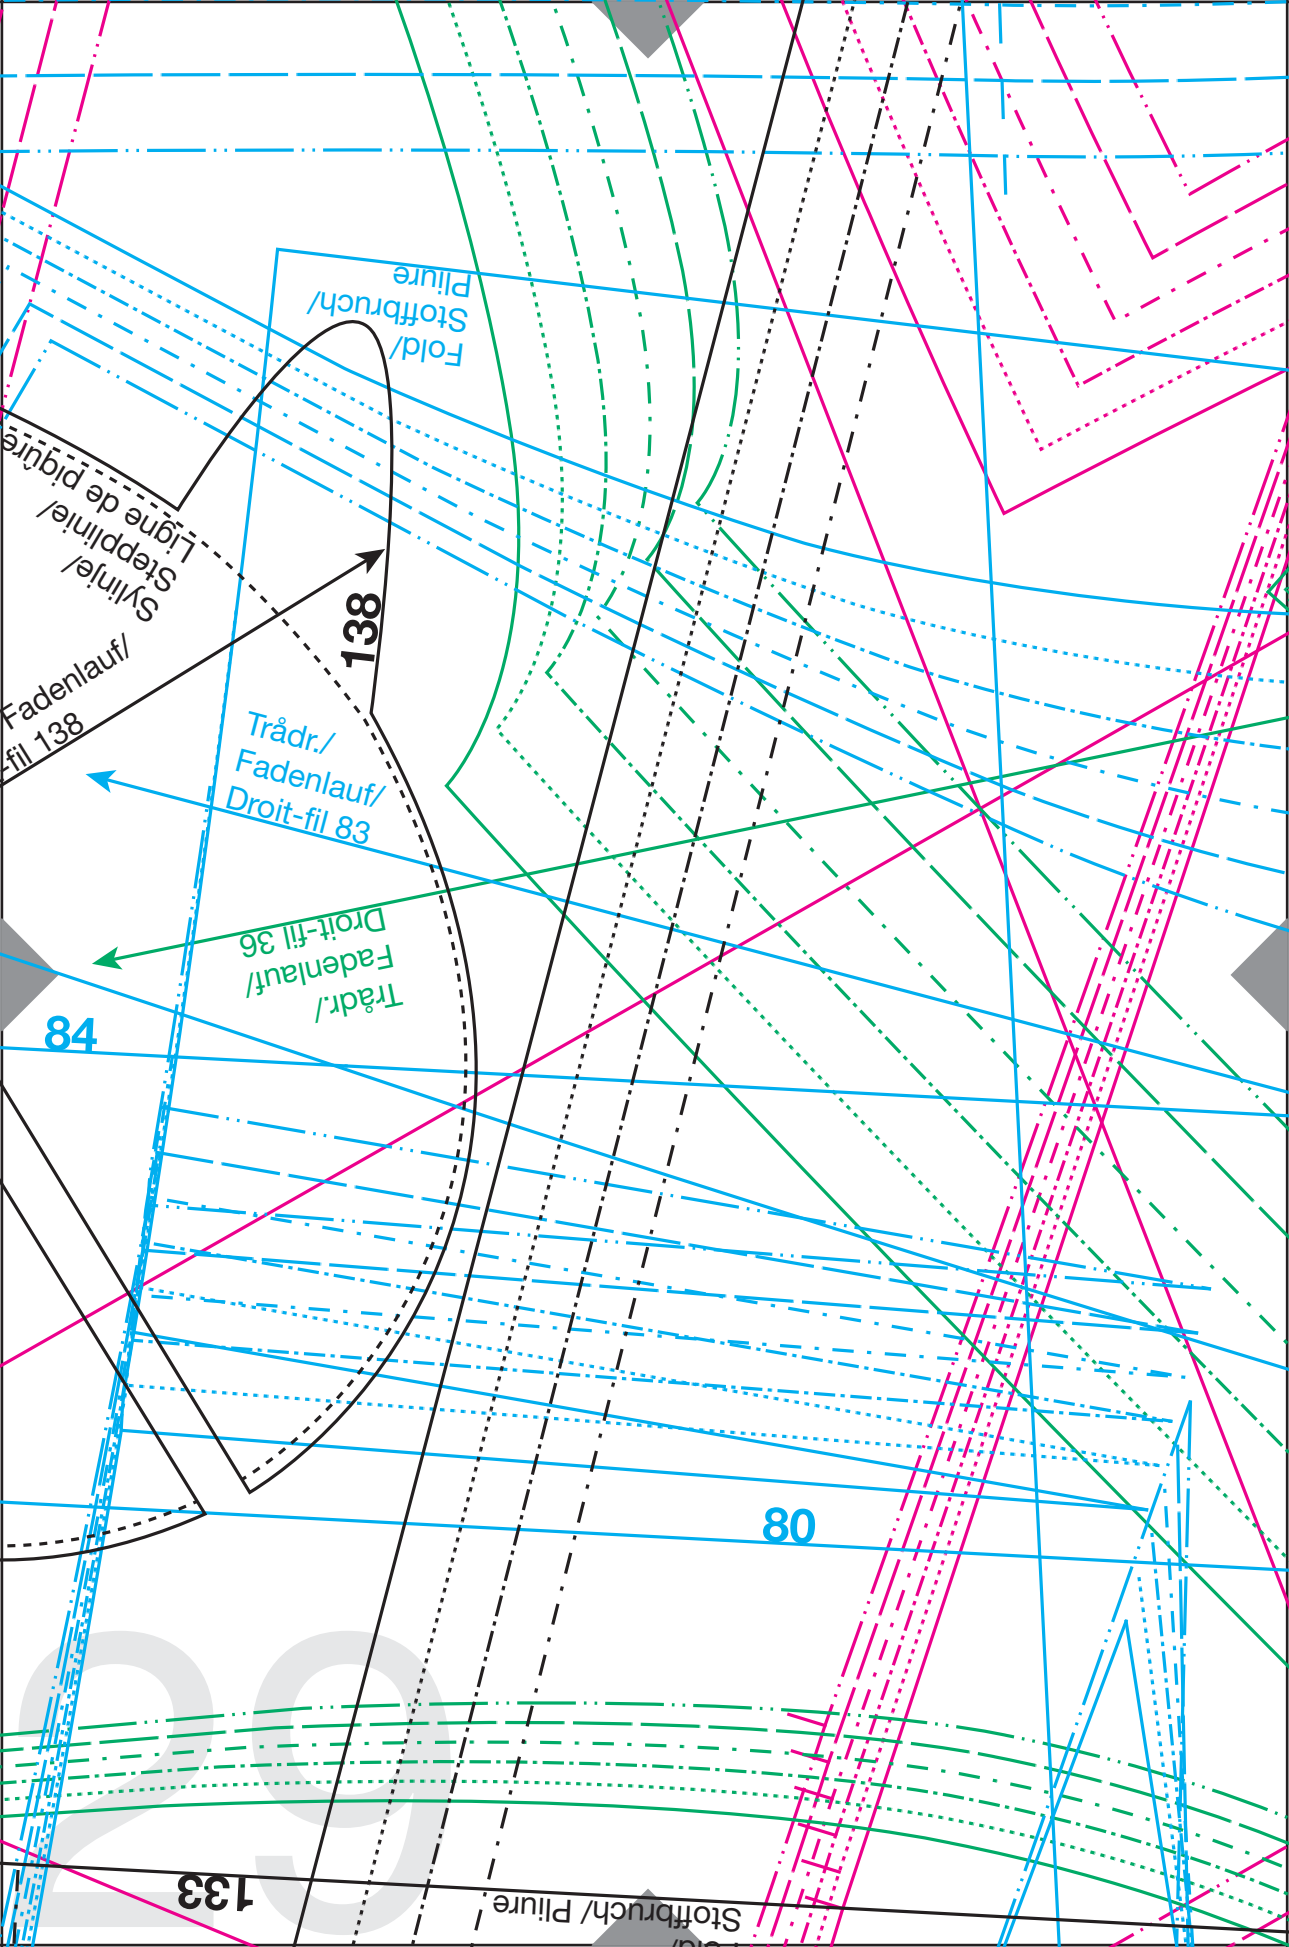 Fold/
Stoffbruch/
Pliure
Sylinje/
Stepplinie/
Ligne de piqûre
138
Fadenlauf/
-fil 138
Trådr./
Fadenlauf/
Droit-fil 83
Trådr./
Fadenlauf/
Droit-fil 36
84
80
29
133
Stoffbruch/ Pliure